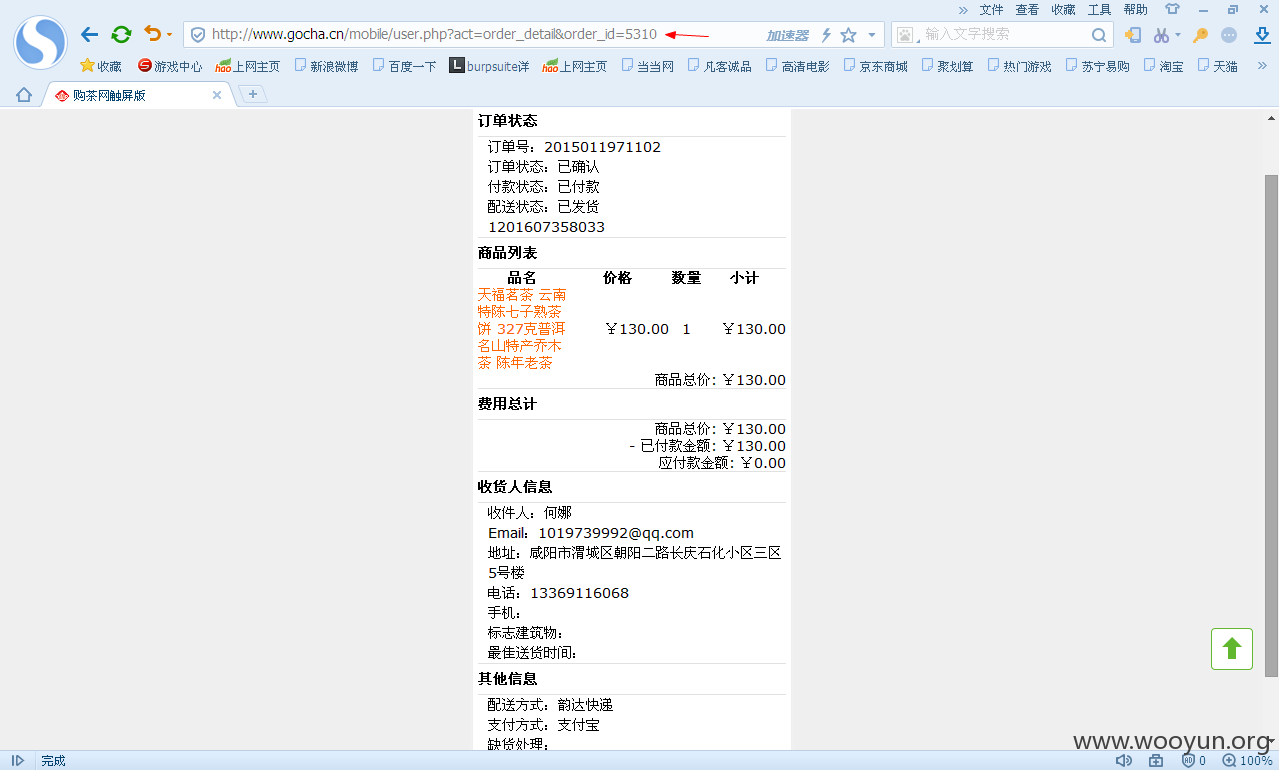 » 文件 查看 收藏 工具 帮助
http://www.gocha.cn/mobile/user.php?act=order_detail&order_id=5310 加速器 输入文字搜索
收藏 游戏中心 hao 上网主页 新浪微博 百度一下 L burpsuite详 hao 上网主页 当当网 凡客诚品 高清电影 京东商城 聚划算 热门游戏 苏宁易购 淘宝 天猫 »
购茶网触屏版
订单状态
订单号：2015011971102
订单状态：已确认
付款状态：已付款
配送状态：已发货
1201607358033
商品列表
品名 价格 数量 小计
天福茗茶 云南
特陈七子熟茶
饼 327克普洱 ￥130.00 1 ￥130.00
名山特产乔木
茶 陈年老茶
商品总价: ￥130.00
费用总计
商品总价: ￥130.00
- 已付款金额: ￥130.00
应付款金额: ￥0.00
收货人信息
收件人：何娜
Email：1019739992@qq.com
地址：咸阳市渭城区朝阳二路长庆石化小区三区
5号楼
电话：13369116068
手机：
标志建筑物：
最佳送货时间：
其他信息
配送方式：韵达快递
支付方式：支付宝
缺货处理：
www.wooyun.org
完成 0 100%